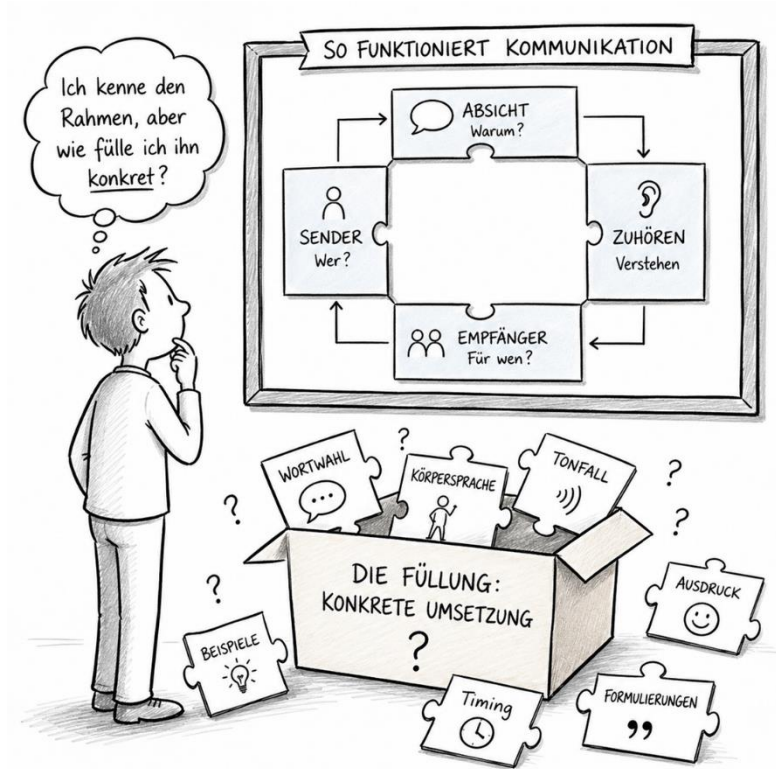 SO FUNKTIONIERT KOMMUNIKATION
Ich kenne den
Rahmen, aber
wie fülle ich ihn
konkret?
ABSICHT
Warum?
SENDER
Wer?
ZUHÖREN
Verstehen
EMPFÄNGER
Für wen?
WORTWAHL
KÖRPERSPRACHE
TONFALL
DIE FÜLLUNG:
KONKRETE UMSETZUNG
?
AUSDRUCK
BEISPIELE
Timing
FORMULIERUNGEN